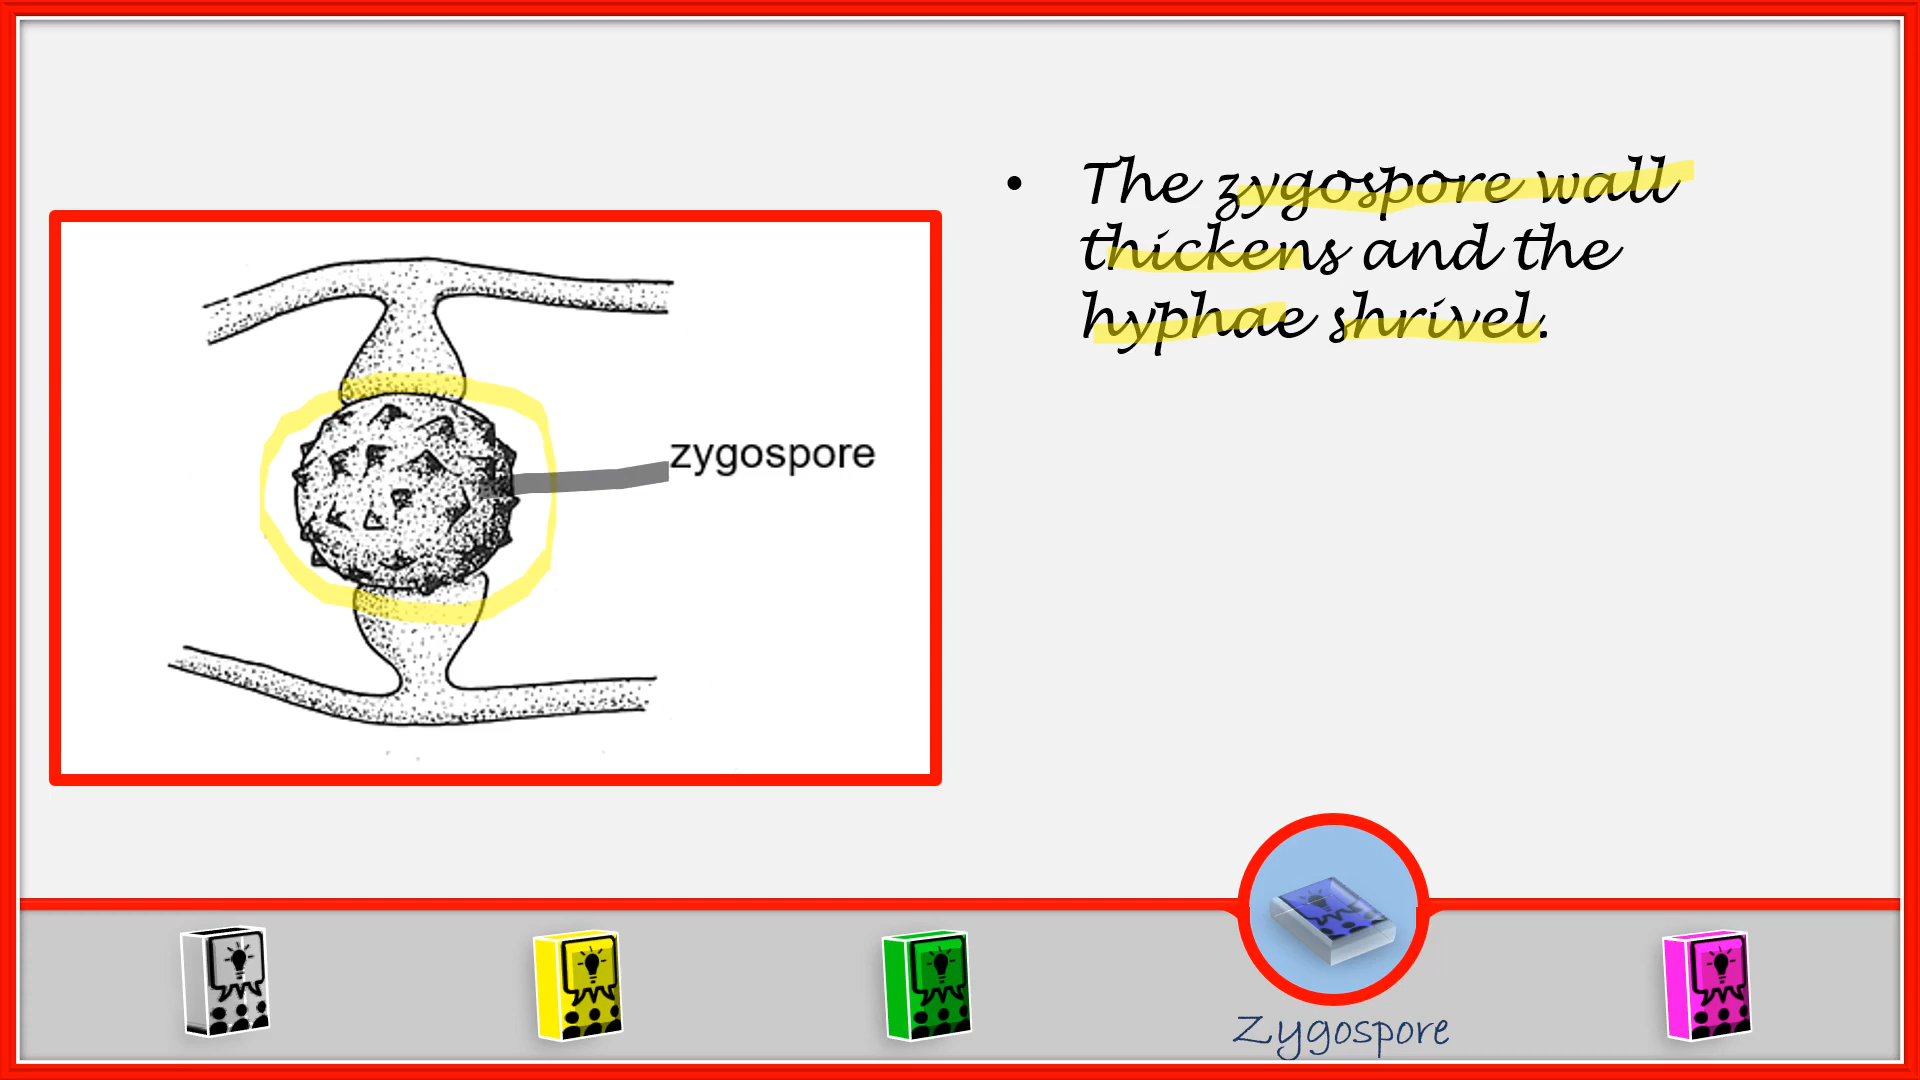 • The zygospore wall
thickens and the
hyphae shrivel.
zygospore
Zygospore